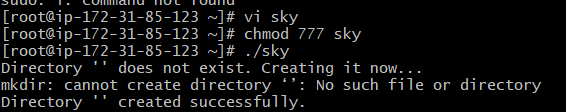 sudo: i: command not found
[root@ip-172-31-85-123 ~]# vi sky
[root@ip-172-31-85-123 ~]# chmod 777 sky
[root@ip-172-31-85-123 ~]# ./sky
Directory '' does not exist. Creating it now...
mkdir: cannot create directory ‘’: No such file or directory
Directory '' created successfully.